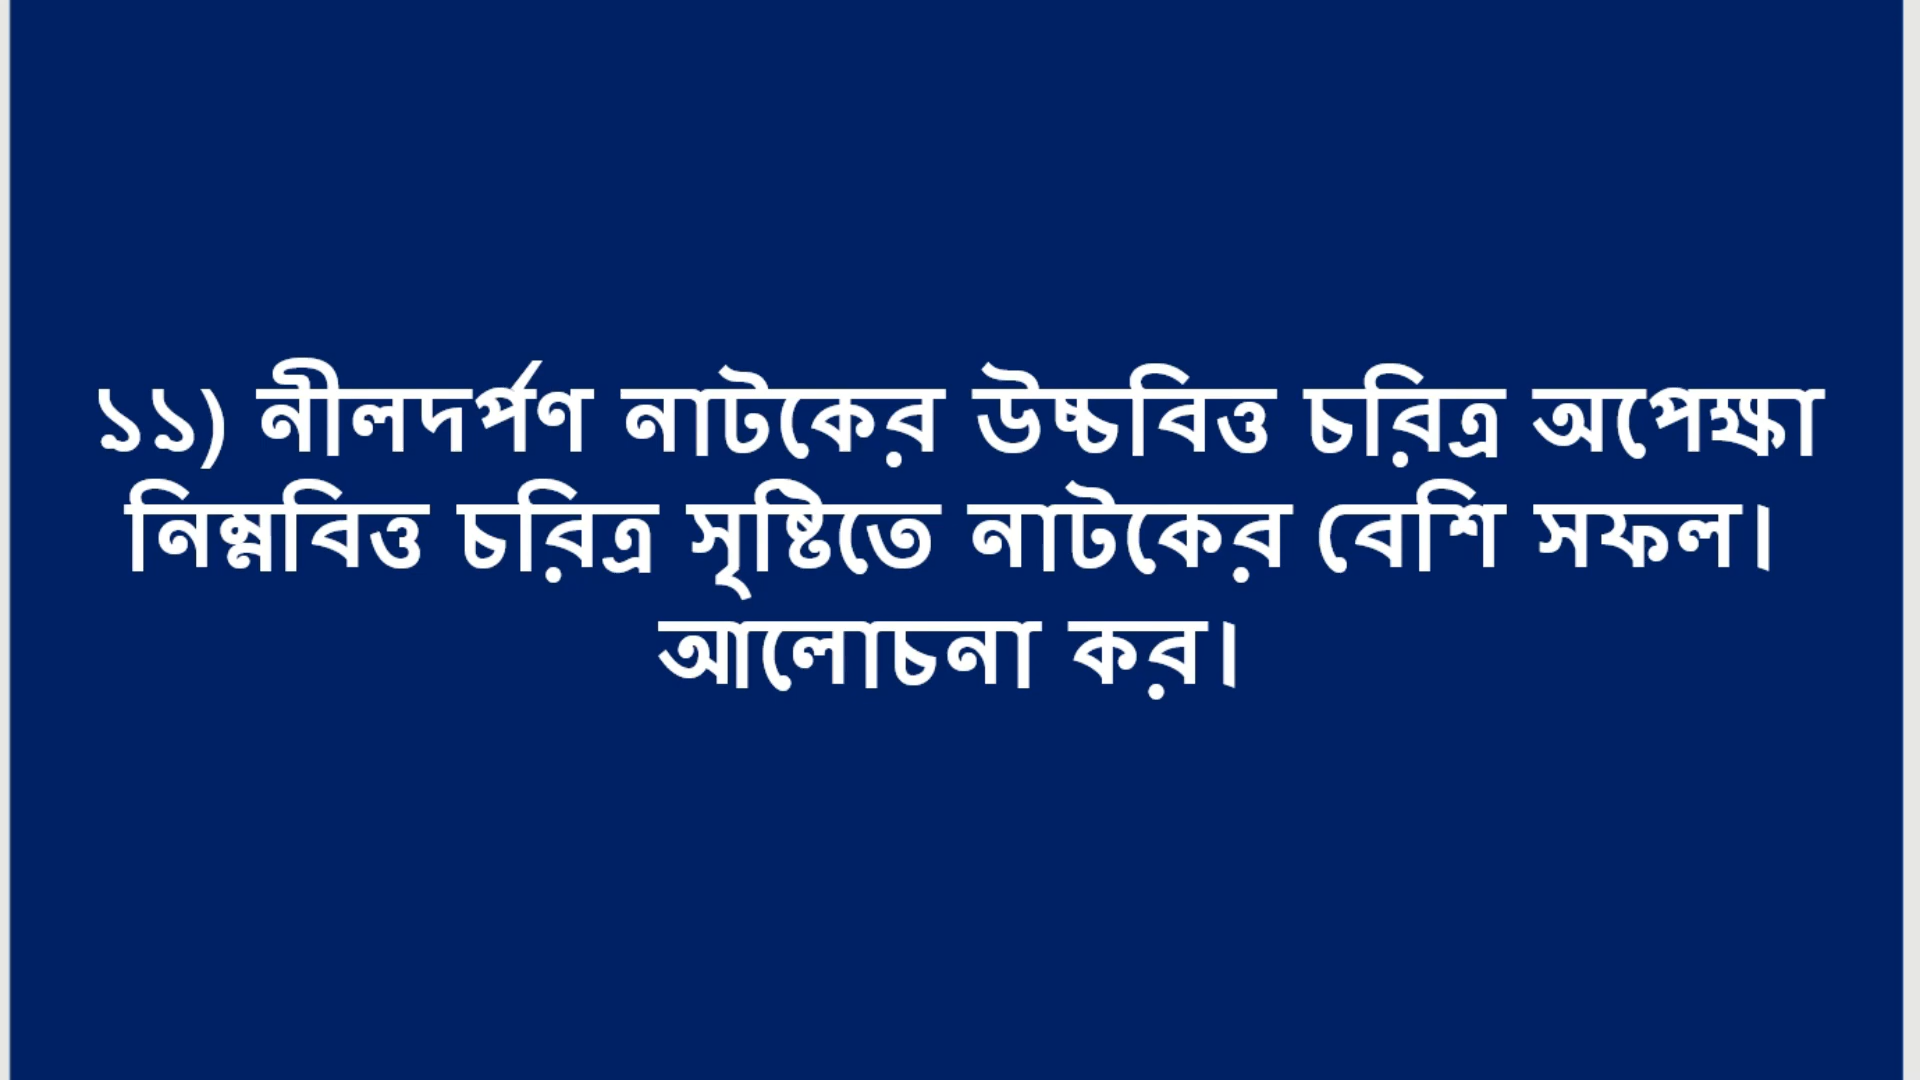 ১১) নীলদর্পণ নাটকের উচ্চবিত্ত চরিত্র অপেক্ষা
নিম্নবিত্ত চরিত্র সৃষ্টিতে নাটকের বেশি সফল।
আলোচনা কর।